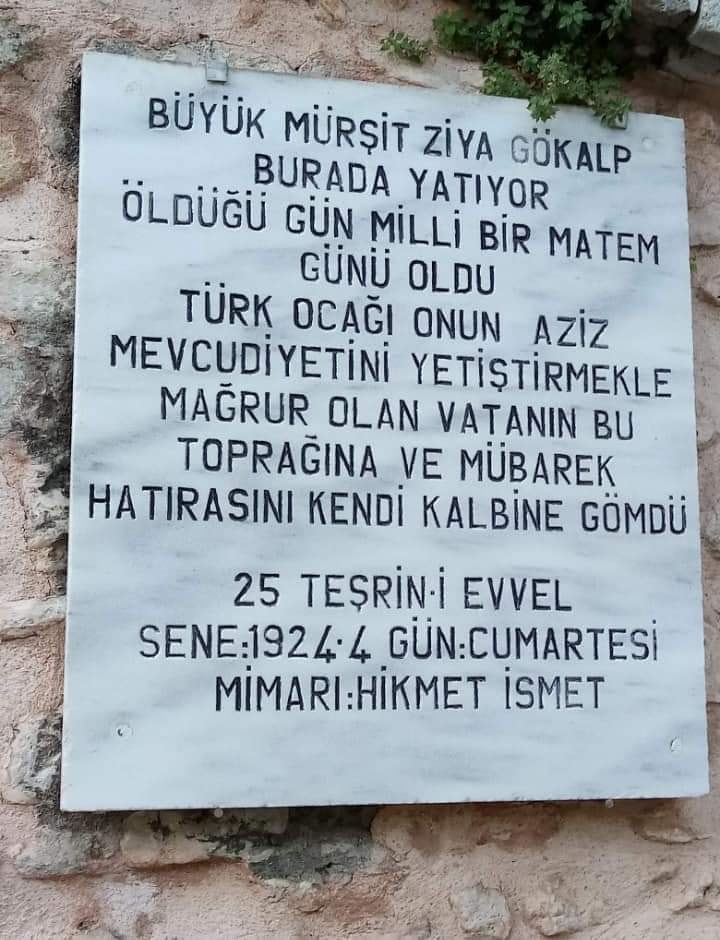 BÜYÜK MÜRŞİT ZİYA GÖKALP
BURADA YATIYOR
ÖLDÜĞÜ GÜN MİLLİ BİR MATEM
GÜNÜ OLDU
TÜRK OCAĞI ONUN AZİZ
MEVCUDİYETİNİ YETİŞTİRMEKLE
MAĞRUR OLAN VATANIN BU
TOPRAĞINA VE MÜBAREK
HATIRASINI KENDİ KALBİNE GÖMDÜ
25 TEŞRİN·İ EVVEL
SENE:1924·4 GÜN:CUMARTESİ
MİMARI:HİKMET İSMET